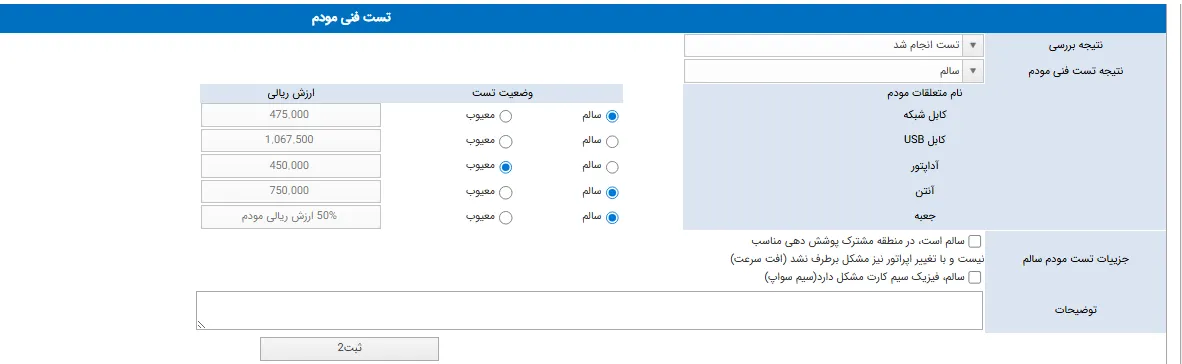 تست فنی مودم
نتیجه بررسی تست انجام شد
نتیجه تست فنی مودم سالم
نام متعلقات مودم وضعیت تست ارزش ریالی
کابل شبکه سالم معیوب 475,000
کابل USB سالم معیوب 1,067,500
آداپتور سالم معیوب 450,000
آنتن سالم معیوب 750,000
جعبه سالم معیوب 50% ارزش ریالی مودم
جزییات تست مودم سالم
سالم است، در منطقه مشترک پوشش دهی مناسب
نیست و با تغییر اپراتور نیز مشکل برطرف نشد (افت سرعت)
سالم، فیزیک سیم کارت مشکل دارد(سیم سواپ)
توضیحات
ثبت2